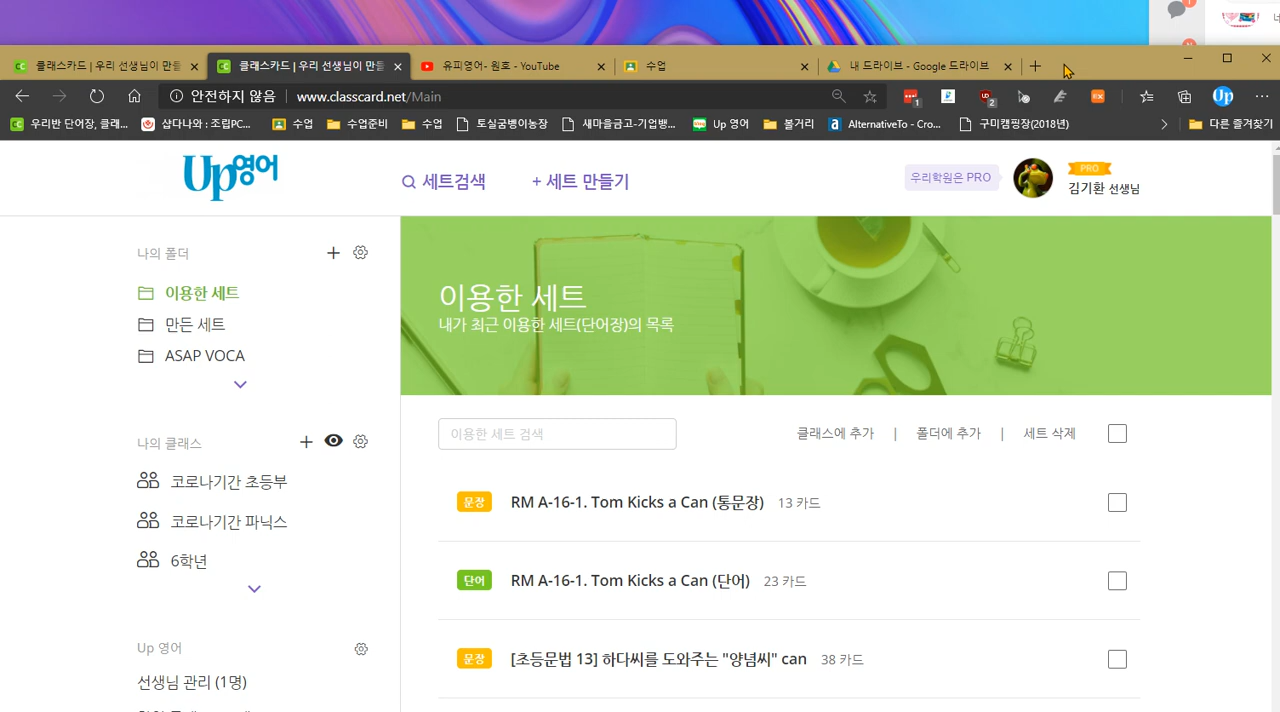 클래스카드 | 우리 선생님이 만든
클래스카드 | 우리 선생님이 만든
유피영어- 원호 - YouTube
수업
내 드라이브 - Google 드라이브
안전하지 않음
www.classcard.net/Main
우리반 단어장, 클래...
샵다나와 : 조립PC...
수업
수업준비
수업
토실굼벵이농장
새마을금고-기업뱅...
Up 영어
볼거리
AlternativeTo - Cro...
구미캠핑장(2018년)
다른 즐겨찾기
Up영어
세트검색
+ 세트 만들기
우리학원은 PRO
PRO
김기환 선생님
나의 폴더
이용한 세트
만든 세트
ASAP VOCA
나의 클래스
코로나기간 초등부
코로나기간 파닉스
6학년
Up 영어
선생님 관리 (1명)
이용한 세트
내가 최근 이용한 세트(단어장)의 목록
이용한 세트 검색
클래스에 추가 | 폴더에 추가 | 세트 삭제
문장 RM A-16-1. Tom Kicks a Can (통문장) 13 카드
단어 RM A-16-1. Tom Kicks a Can (단어) 23 카드
문장 [초등문법 13] 하다씨를 도와주는 "양념씨" can 38 카드